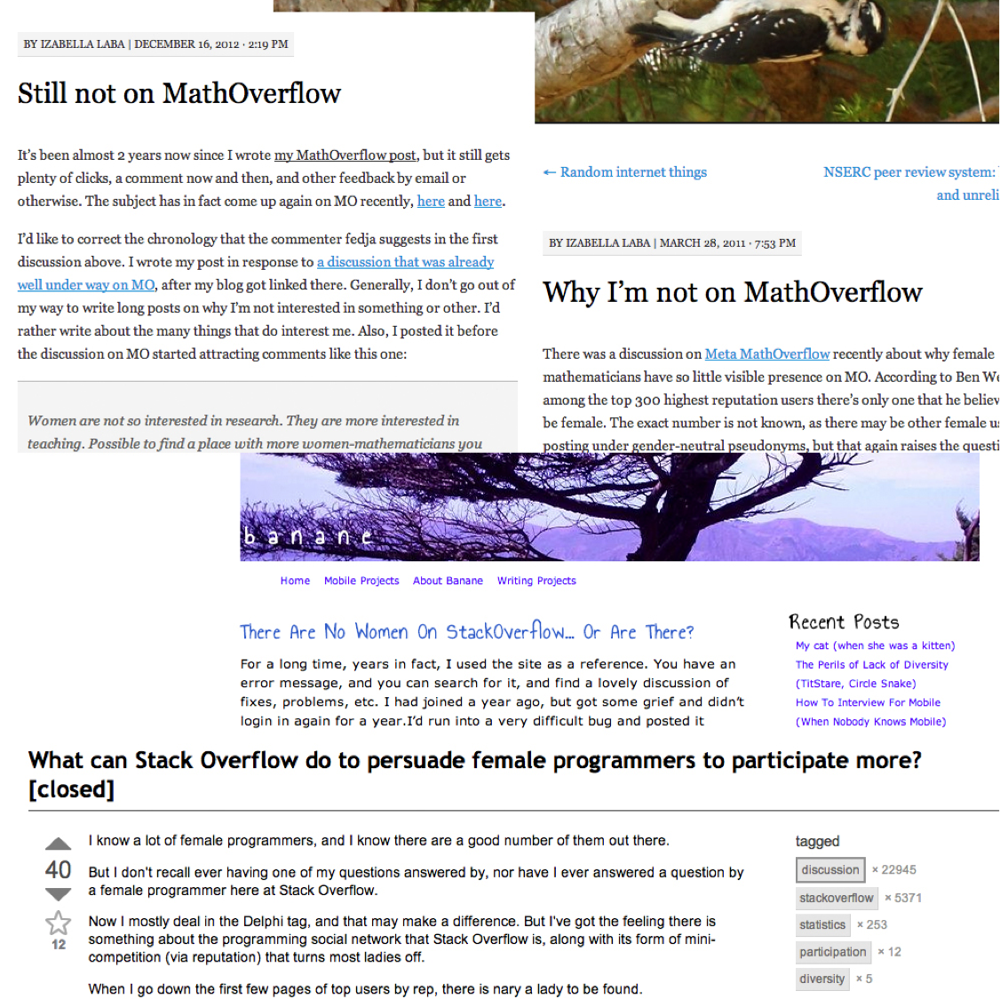 BY IZABELLA LABA | DECEMBER 16, 2012 · 2:19 PM
Still not on MathOverflow
It's been almost 2 years now since I wrote my MathOverflow post, but it still gets
plenty of clicks, a comment now and then, and other feedback by email or
otherwise. The subject has in fact come up again on MO recently, here and here.
I'd like to correct the chronology that the commenter fedja suggests in the first
discussion above. I wrote my post in response to a discussion that was already
well under way on MO, after my blog got linked there. Generally, I don't go out of
my way to write long posts on why I'm not interested in something or other. I'd
rather write about the many things that do interest me. Also, I posted it before
the discussion on MO started attracting comments like this one:
Women are not so interested in research. They are more interested in
teaching. Possible to find a place with more women-mathematicians you
← Random internet things
NSERC peer review system:
and unreli
BY IZABELLA LABA | MARCH 28, 2011 · 7:53 PM
Why I'm not on MathOverflow
There was a discussion on Meta MathOverflow recently about why female
mathematicians have so little visible presence on MO. According to Ben We
among the top 300 highest reputation users there's only one that he believ
be female. The exact number is not known, as there may be other female us
posting under gender-neutral pseudonyms, but that again raises the questi
banane
Home Mobile Projects About Banane Writing Projects
There Are No Women On StackOverflow... Or Are There?
For a long time, years in fact, I used the site as a reference. You have an
error message, and you can search for it, and find a lovely discussion of
fixes, problems, etc. I had joined a year ago, but got some grief and didn't
login in again for a year.I'd run into a very difficult bug and posted it
Recent Posts
My cat (when she was a kitten)
The Perils of Lack of Diversity
(TitStare, Circle Snake)
How To Interview For Mobile
(When Nobody Knows Mobile)
What can Stack Overflow do to persuade female programmers to participate more?
[closed]
40
12
I know a lot of female programmers, and I know there are a good number of them out there.
But I don't recall ever having one of my questions answered by, nor have I ever answered a question by
a female programmer here at Stack Overflow.
Now I mostly deal in the Delphi tag, and that may make a difference. But I've got the feeling there is
something about the programming social network that Stack Overflow is, along with its form of mini-
competition (via reputation) that turns most ladies off.
When I go down the first few pages of top users by rep, there is nary a lady to be found.
tagged
discussion × 22945
stackoverflow × 5371
statistics × 253
participation × 12
diversity × 5